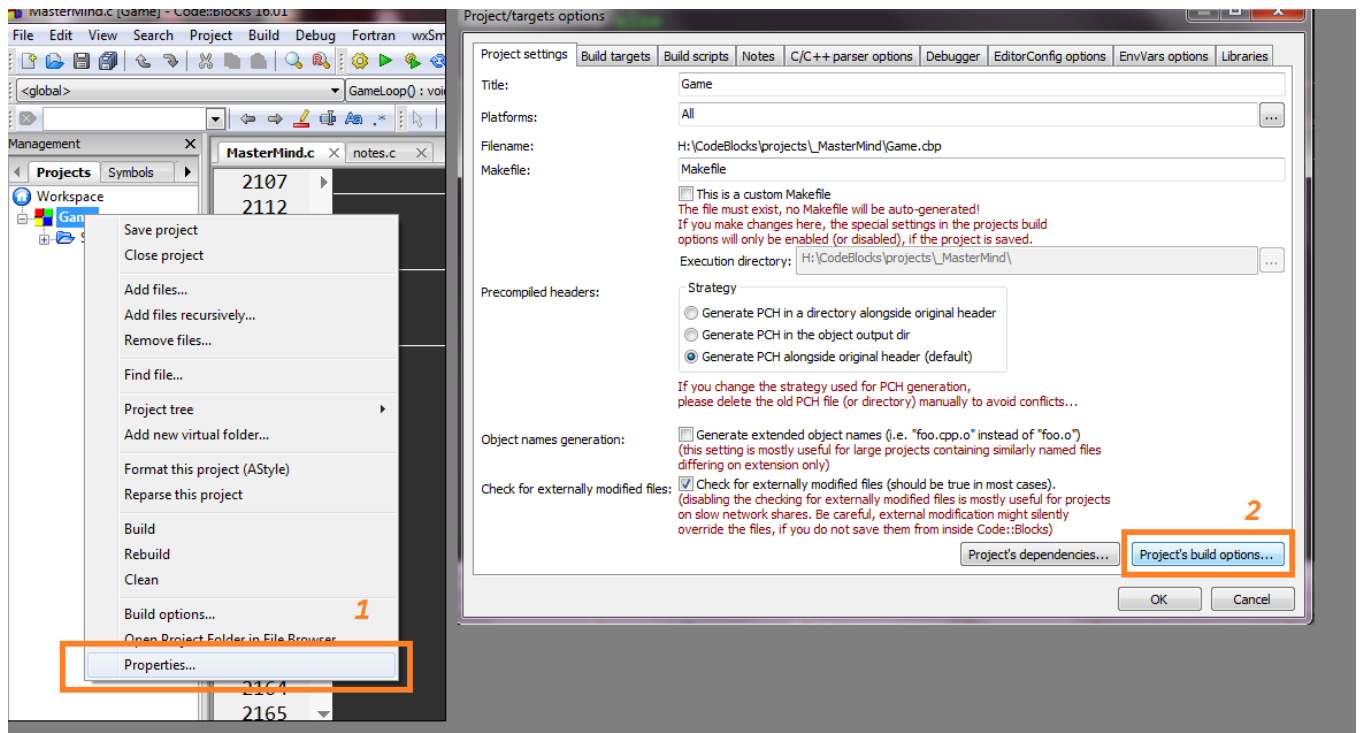 MasterMind.c [Game] - Code::Blocks 16.01
File Edit View Search Project Build Debug Fortran wxSm
<global>
GameLoop() : voi
Management
Projects Symbols
Workspace
Gam
S
MasterMind.c notes.c
2107
2112
Save project
Close project
Add files...
Add files recursively...
Remove files...
Find file...
Project tree
Add new virtual folder...
Format this project (AStyle)
Reparse this project
Build
Rebuild
Clean
Build options...
1
Open Project Folder in File Browser
Properties...
2164
2165
Project/targets options
Project settings Build targets Build scripts Notes C/C++ parser options Debugger EditorConfig options EnvVars options Libraries
Title: Game
Platforms: All ...
Filename: H:\CodeBlocks\projects\_MasterMind\Game.cbp
Makefile: Makefile
This is a custom Makefile
The file must exist, no Makefile will be auto-generated!
If you make changes here, the special settings in the projects build
options will only be enabled (or disabled), if the project is saved.
Execution directory: H:\CodeBlocks\projects\_MasterMind\ ...
Precompiled headers: Strategy
Generate PCH in a directory alongside original header
Generate PCH in the object output dir
Generate PCH alongside original header (default)
If you change the strategy used for PCH generation,
please delete the old PCH file (or directory) manually to avoid conflicts...
Object names generation: Generate extended object names (i.e. "foo.cpp.o" instead of "foo.o")
(this setting is mostly useful for large projects containing similarly named files
differing on extension only)
Check for externally modified files: Check for externally modified files (should be true in most cases).
(disabling the checking for externally modified files is mostly useful for projects
on slow network shares. Be careful, external modification might silently
override the files, if you do not save them from inside Code::Blocks)
2
Project's dependencies... Project's build options...
OK Cancel